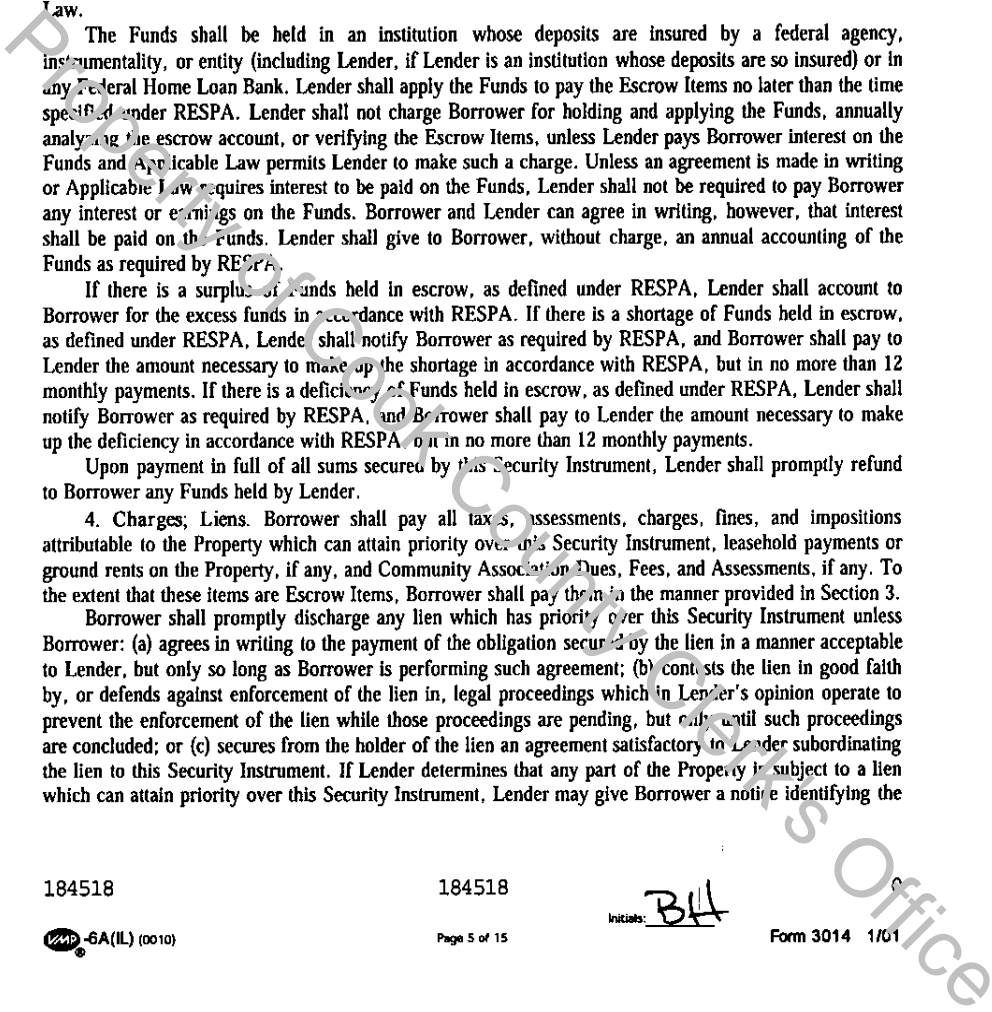 Law.
The Funds shall be held in an institution whose deposits are insured by a federal agency,
instrumentality, or entity (including Lender, if Lender is an institution whose deposits are so insured) or in
any Federal Home Loan Bank. Lender shall apply the Funds to pay the Escrow Items no later than the time
specified under RESPA. Lender shall not charge Borrower for holding and applying the Funds, annually
analyzing the escrow account, or verifying the Escrow Items, unless Lender pays Borrower interest on the
Funds and Applicable Law permits Lender to make such a charge. Unless an agreement is made in writing
or Applicable Law requires interest to be paid on the Funds, Lender shall not be required to pay Borrower
any interest or earnings on the Funds. Borrower and Lender can agree in writing, however, that interest
shall be paid on the Funds. Lender shall give to Borrower, without charge, an annual accounting of the
Funds as required by RESPA.
If there is a surplus of Funds held in escrow, as defined under RESPA, Lender shall account to
Borrower for the excess funds in accordance with RESPA. If there is a shortage of Funds held in escrow,
as defined under RESPA, Lender shall notify Borrower as required by RESPA, and Borrower shall pay to
Lender the amount necessary to make up the shortage in accordance with RESPA, but in no more than 12
monthly payments. If there is a deficiency of Funds held in escrow, as defined under RESPA, Lender shall
notify Borrower as required by RESPA, and Borrower shall pay to Lender the amount necessary to make
up the deficiency in accordance with RESPA, but in no more than 12 monthly payments.
Upon payment in full of all sums secured by this Security Instrument, Lender shall promptly refund
to Borrower any Funds held by Lender.
4. Charges; Liens. Borrower shall pay all taxes, assessments, charges, fines, and impositions
attributable to the Property which can attain priority over this Security Instrument, leasehold payments or
ground rents on the Property, if any, and Community Association Dues, Fees, and Assessments, if any. To
the extent that these items are Escrow Items, Borrower shall pay them in the manner provided in Section 3.
Borrower shall promptly discharge any lien which has priority over this Security Instrument unless
Borrower: (a) agrees in writing to the payment of the obligation secured by the lien in a manner acceptable
to Lender, but only so long as Borrower is performing such agreement; (b) contests the lien in good faith
by, or defends against enforcement of the lien in, legal proceedings which in Lender's opinion operate to
prevent the enforcement of the lien while those proceedings are pending, but only until such proceedings
are concluded; or (c) secures from the holder of the lien an agreement satisfactory to Lender subordinating
the lien to this Security Instrument. If Lender determines that any part of the Property is subject to a lien
which can attain priority over this Security Instrument, Lender may give Borrower a notice identifying the
184518 184518
Initials: BH
VMP®-6A(IL) (0010) Page 5 of 15 Form 3014 1/01
Property of Cook County Clerk's Office